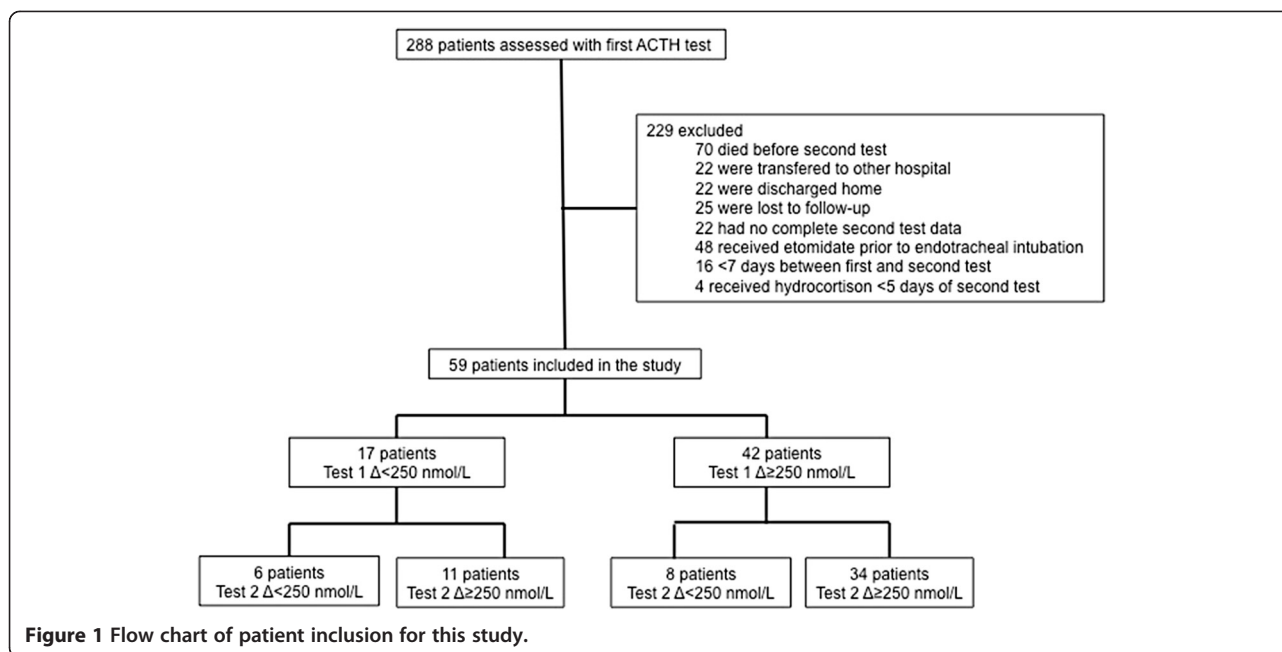 288 patients assessed with first ACTH test
229 excluded
70 died before second test
22 were transfered to other hospital
22 were discharged home
25 were lost to follow-up
22 had no complete second test data
48 received etomidate prior to endotracheal intubation
16 <7 days between first and second test
4 received hydrocortison <5 days of second test
59 patients included in the study
17 patients
Test 1 Δ<250 nmol/L
42 patients
Test 1 Δ≥250 nmol/L
6 patients
Test 2 Δ<250 nmol/L
11 patients
Test 2 Δ≥250 nmol/L
8 patients
Test 2 Δ<250 nmol/L
34 patients
Test 2 Δ≥250 nmol/L
Figure 1 Flow chart of patient inclusion for this study.